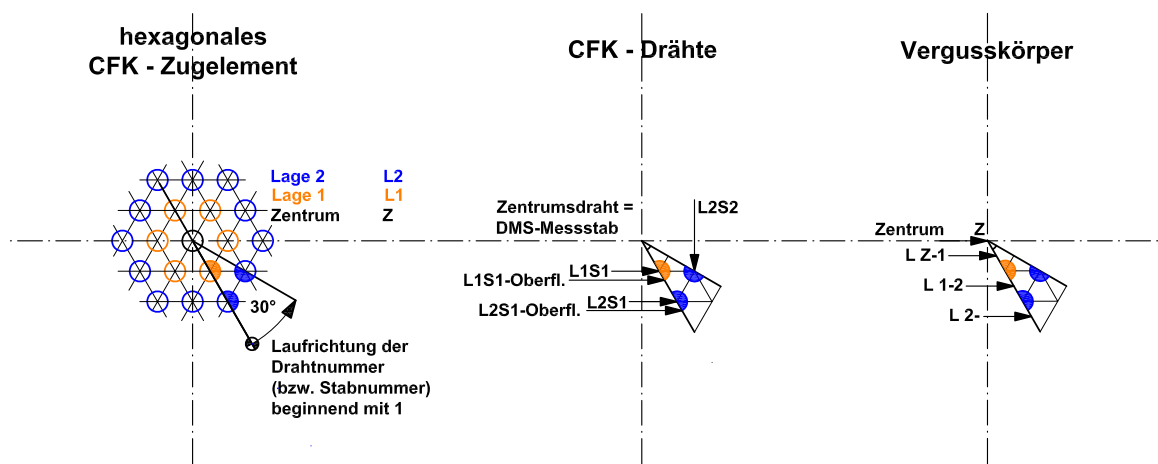 hexagonales
CFK - Zugelement
Lage 2 L2
Lage 1 L1
Zentrum Z
30°
Laufrichtung der
Drahtnummer
(bzw. Stabnummer)
beginnend mit 1
CFK - Drähte
Zentrumsdraht =
DMS-Messstab
L2S2
L1S1
L1S1-Oberfl.
L2S1
L2S1-Oberfl.
Vergusskörper
Zentrum Z
L Z-1
L 1-2
L 2-